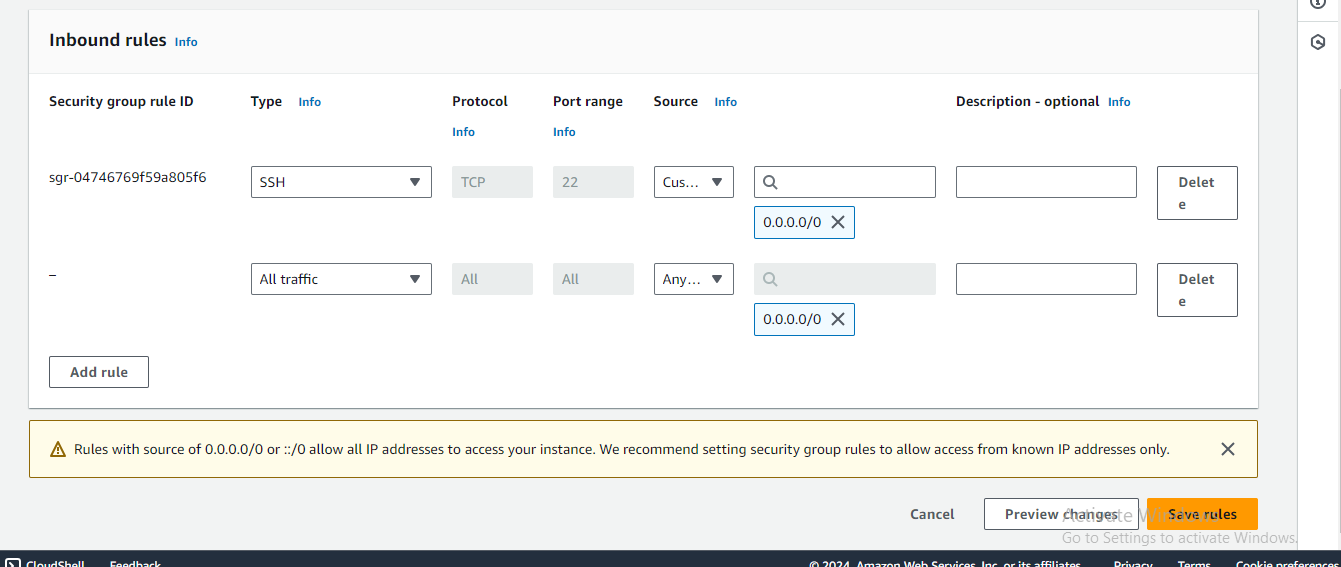 Inbound rules Info
Security group rule ID Type Info Protocol Info Port range Info Source Info Description - optional Info
sgr-04746769f59a805f6 SSH TCP 22 Cus... Delete
0.0.0.0/0
– All traffic All All Any... Delete
0.0.0.0/0
Add rule
Rules with source of 0.0.0.0/0 or ::/0 allow all IP addresses to access your instance. We recommend setting security group rules to allow access from known IP addresses only.
Cancel Preview changes Save rules
Activate Windows
Go to Settings to activate Windows.
CloudShell Feedback © 2024, Amazon Web Services, Inc. or its affiliates. Privacy Terms Cookie preferences